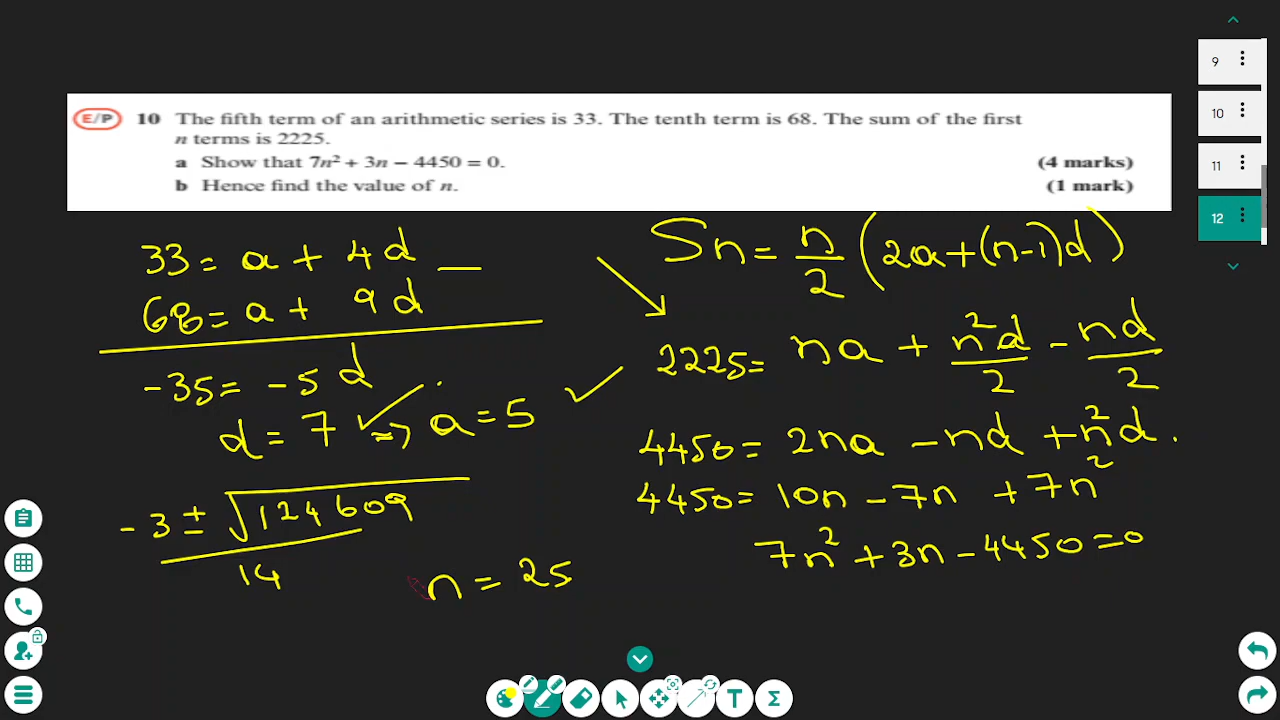 9
10
11
12
E/P 10 The fifth term of an arithmetic series is 33. The tenth term is 68. The sum of the first
n terms is 2225.
a Show that 7n² + 3n − 4450 = 0. (4 marks)
b Hence find the value of n. (1 mark)
33 = a + 4d —
68 = a + 9d
-35 = -5d
d = 7 ✓ => a = 5 ✓
-3 ± √124609
14
n = 25
Sn = n/2 (2a+(n-1)d)
2225 = na + n²d/2 - nd/2
4450 = 2na - nd + n²d.
4450 = 10n - 7n + 7n²
7n² + 3n - 4450 = 0
T
Σ